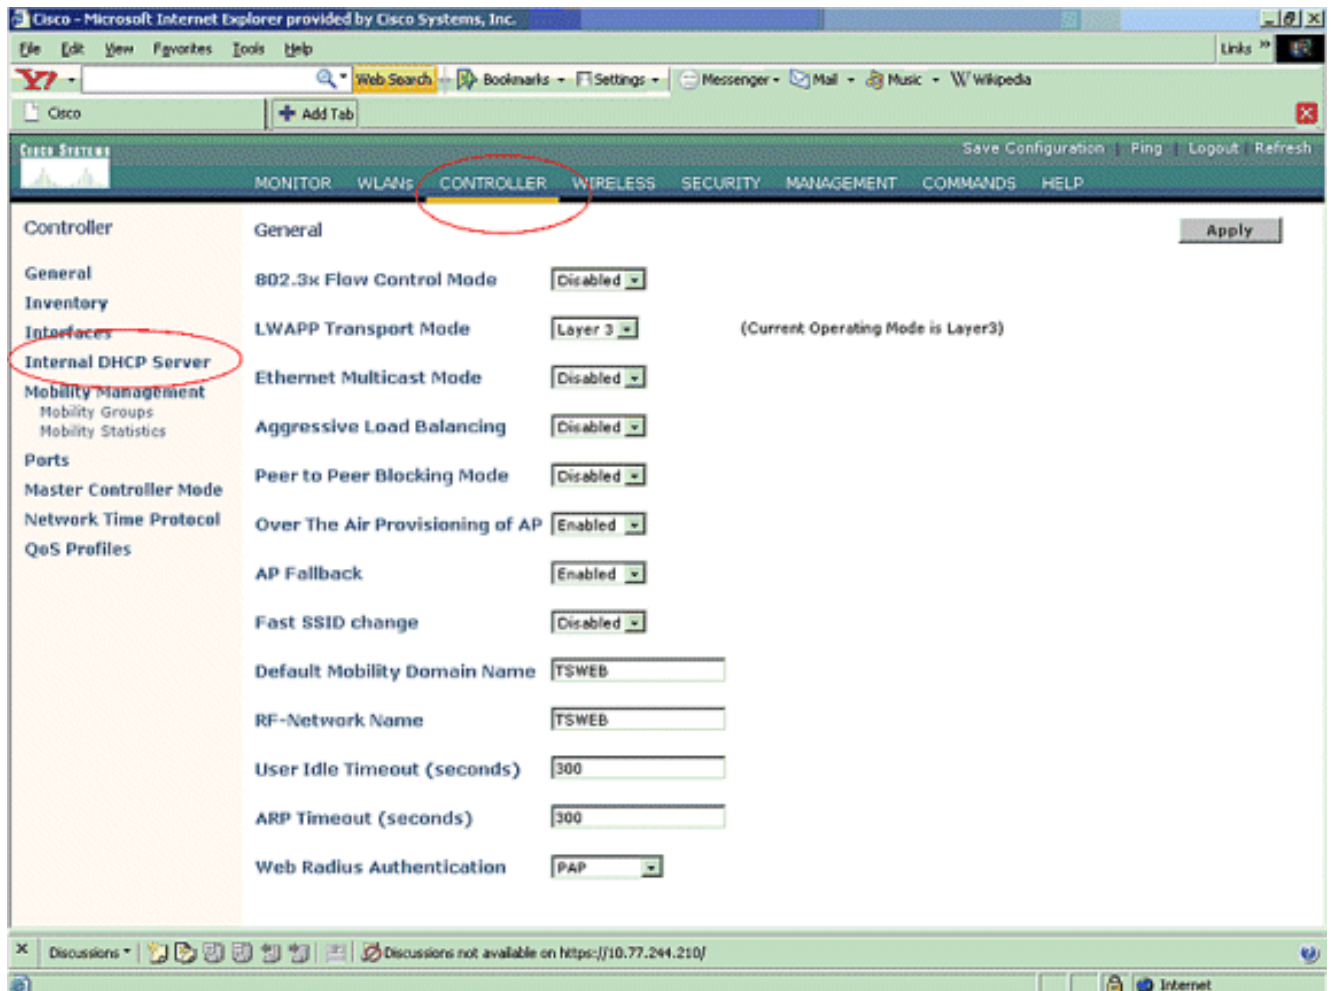 Cisco - Microsoft Internet Explorer provided by Cisco Systems, Inc.
File Edit View Favorites Tools Help Links »
Y! Web Search Bookmarks Settings Messenger Mail Music W Wikipedia
Cisco Add Tab
CISCO SYSTEMS
Save Configuration | Ping | Logout | Refresh
MONITOR WLANs CONTROLLER WIRELESS SECURITY MANAGEMENT COMMANDS HELP
Controller
General
Inventory
Interfaces
Internal DHCP Server
Mobility Management
Mobility Groups
Mobility Statistics
Ports
Master Controller Mode
Network Time Protocol
QoS Profiles
General
Apply
802.3x Flow Control Mode Disabled
LWAPP Transport Mode Layer 3 (Current Operating Mode is Layer3)
Ethernet Multicast Mode Disabled
Aggressive Load Balancing Disabled
Peer to Peer Blocking Mode Disabled
Over The Air Provisioning of AP Enabled
AP Fallback Enabled
Fast SSID change Disabled
Default Mobility Domain Name TSWEB
RF-Network Name TSWEB
User Idle Timeout (seconds) 300
ARP Timeout (seconds) 300
Web Radius Authentication PAP
Discussions Discussions not available on https://10.77.244.210/
Internet